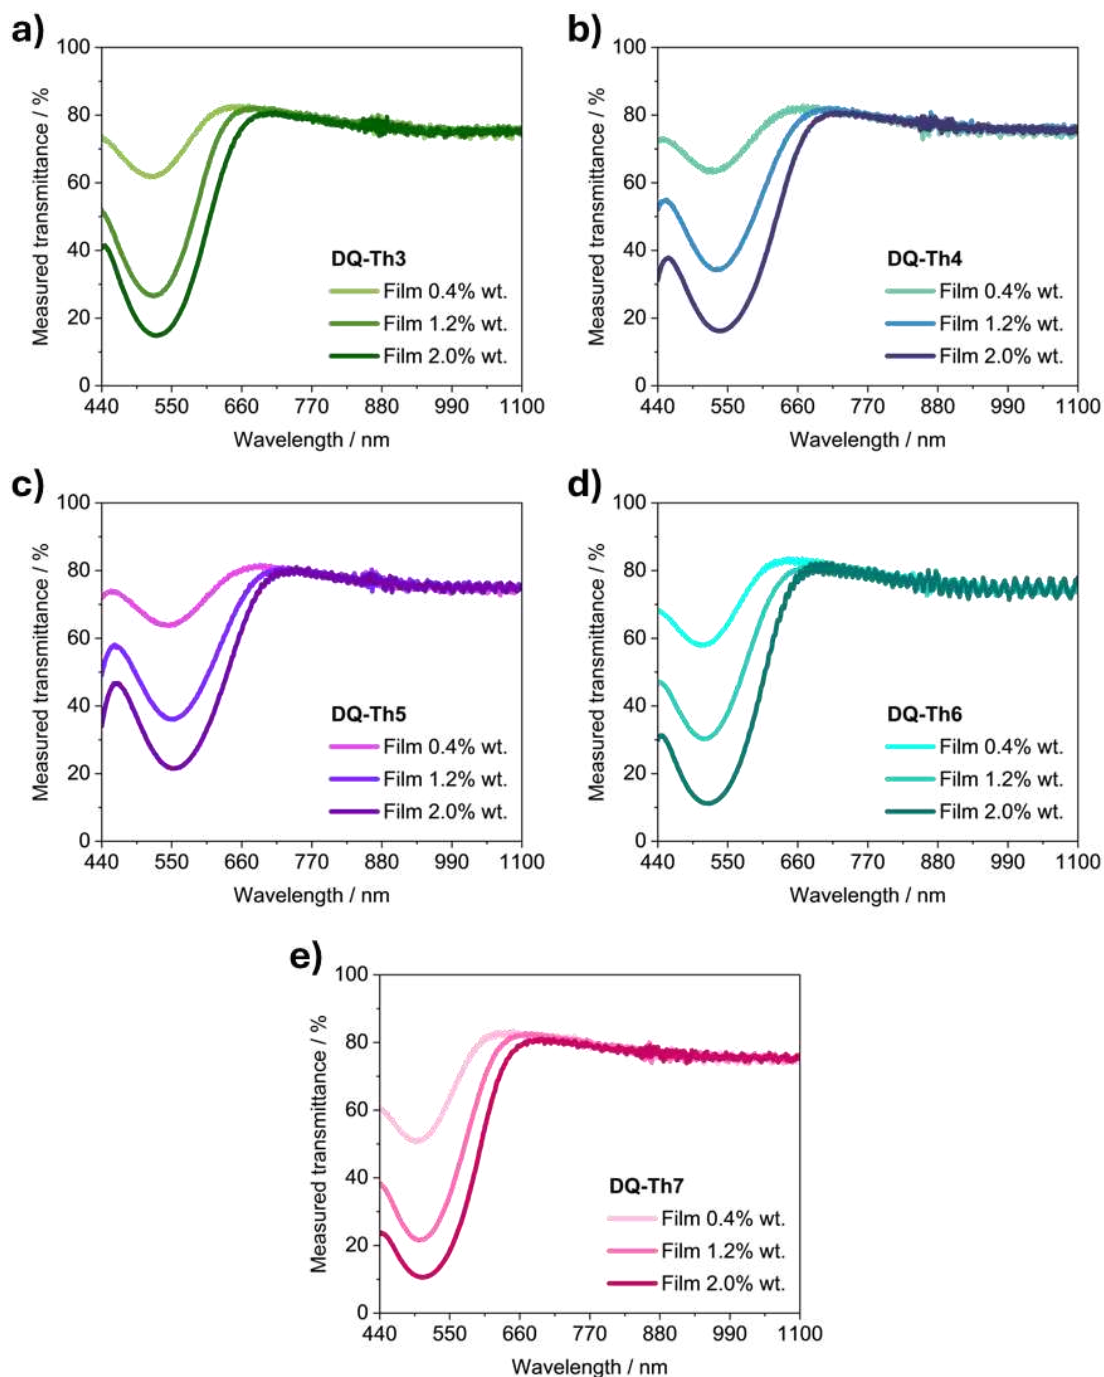 a)
100
80
60
40
20
0
Measured transmittance / %
DQ-Th3
Film 0.4% wt.
Film 1.2% wt.
Film 2.0% wt.
440 550 660 770 880 990 1100
Wavelength / nm
b)
100
80
60
40
20
0
Measured transmittance / %
DQ-Th4
Film 0.4% wt.
Film 1.2% wt.
Film 2.0% wt.
440 550 660 770 880 990 1100
Wavelength / nm
c)
100
80
60
40
20
0
Measured transmittance / %
DQ-Th5
Film 0.4% wt.
Film 1.2% wt.
Film 2.0% wt.
440 550 660 770 880 990 1100
Wavelength / nm
d)
100
80
60
40
20
0
Measured transmittance / %
DQ-Th6
Film 0.4% wt.
Film 1.2% wt.
Film 2.0% wt.
440 550 660 770 880 990 1100
Wavelength / nm
e)
100
80
60
40
20
0
Measured transmittance / %
DQ-Th7
Film 0.4% wt.
Film 1.2% wt.
Film 2.0% wt.
440 550 660 770 880 990 1100
Wavelength / nm